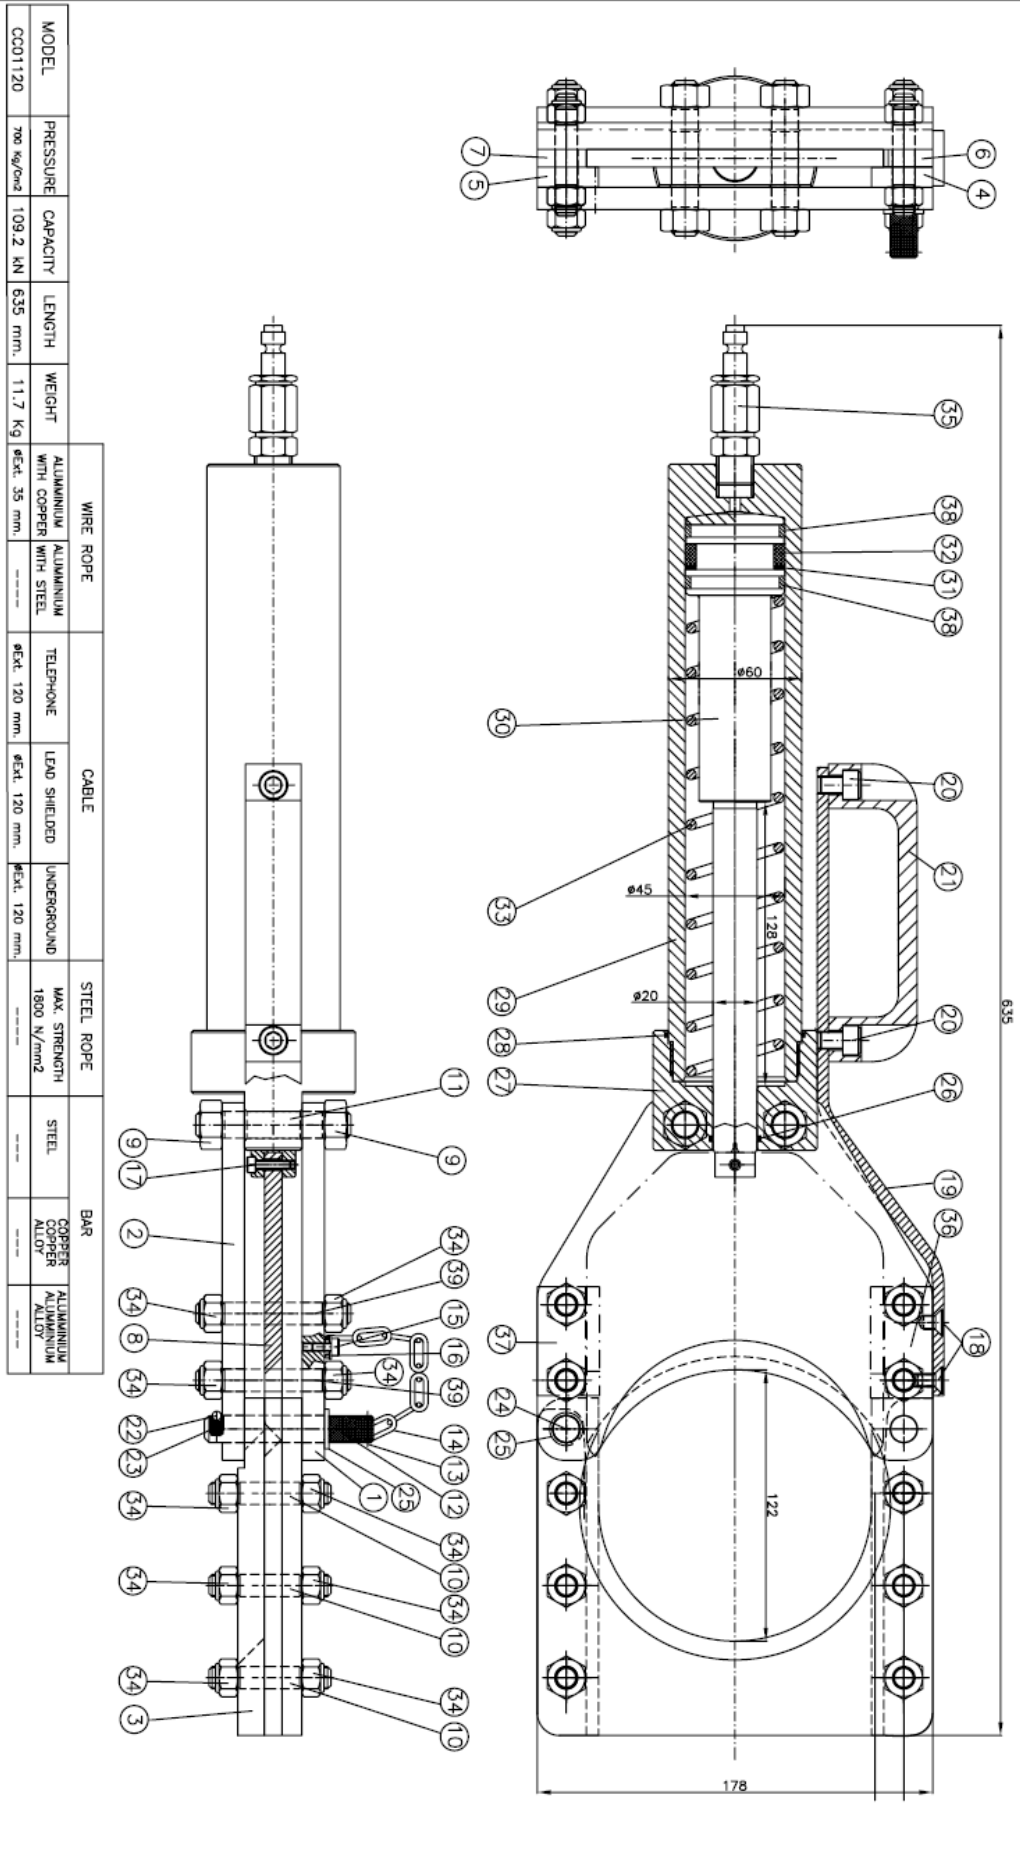 6
4
7
5
635
35
38
32
31
38
ø60
30
20
21
33
ø45
128
29
ø20
20
28
27
26
19
36
37
18
24
25
122
178
11
9
9
17
2
34
39
34
15
8
16
34
34
39
22
14
23
13
12
25
1
34
34
10
34
34
10
34
34
3
10
WIRE ROPE
CABLE
STEEL ROPE
BAR
MODEL
PRESSURE
CAPACITY
LENGTH
WEIGHT
ALUMMINIUM
WITH COPPER
ALUMMINIUM
WITH STEEL
TELEPHONE
LEAD SHIELDED
UNDERGROUND
MAX. STRENGTH
1800 N/mm2
STEEL
COPPER
COPPER
ALLOY
ALUMMINIUM
ALUMMINIUM
ALLOY
CC01120
700 Kg/Cm2
109.2 kN
635 mm.
11.7 Kg
øExt. 35 mm.
----
øExt. 120 mm.
øExt. 120 mm.
øExt. 120 mm.
----
---
---
----